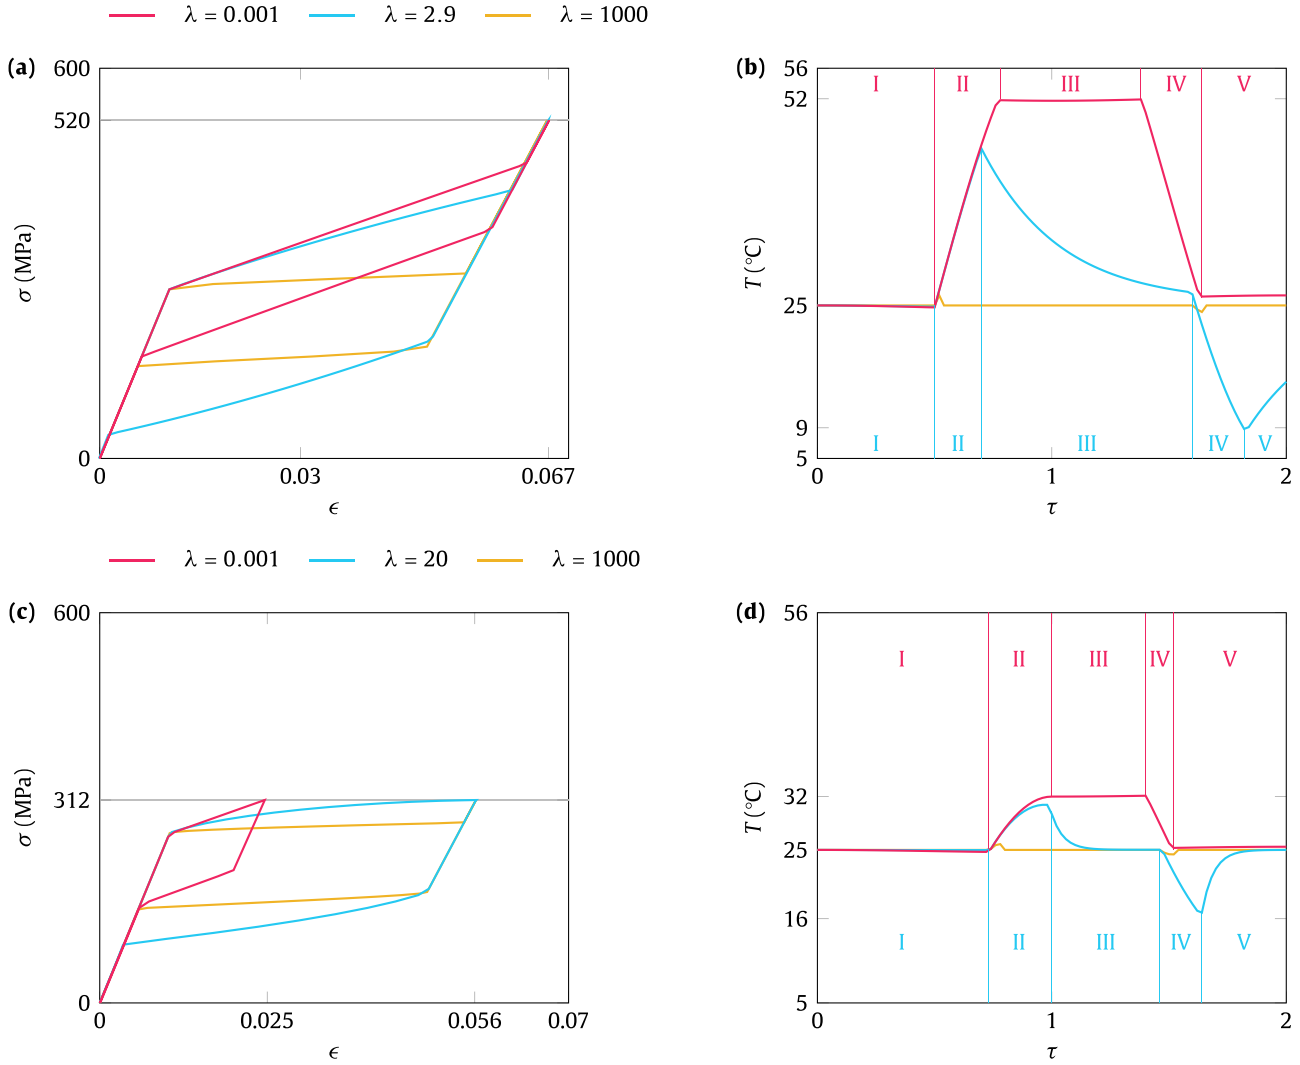 λ = 0.001 λ = 2.9 λ = 1000
(a) 600
520
σ (MPa)
0
0 0.03 0.067
ϵ
(b) 56
52
25
9
5
T (°C)
I II III IV V
I II III IV V
0 1 2
τ
λ = 0.001 λ = 20 λ = 1000
(c) 600
312
σ (MPa)
0
0 0.025 0.056 0.07
ϵ
(d) 56
32
25
16
5
T (°C)
I II III IV V
I II III IV V
0 1 2
τ